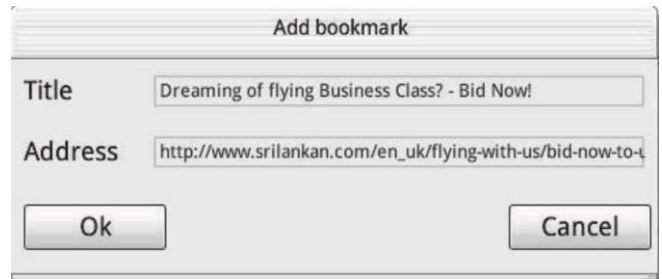 Add bookmark
Title
Dreaming of flying Business Class? - Bid Now!
Address
http://www.srilankan.com/en_uk/flying-with-us/bid-now-to-u
Ok
Cancel